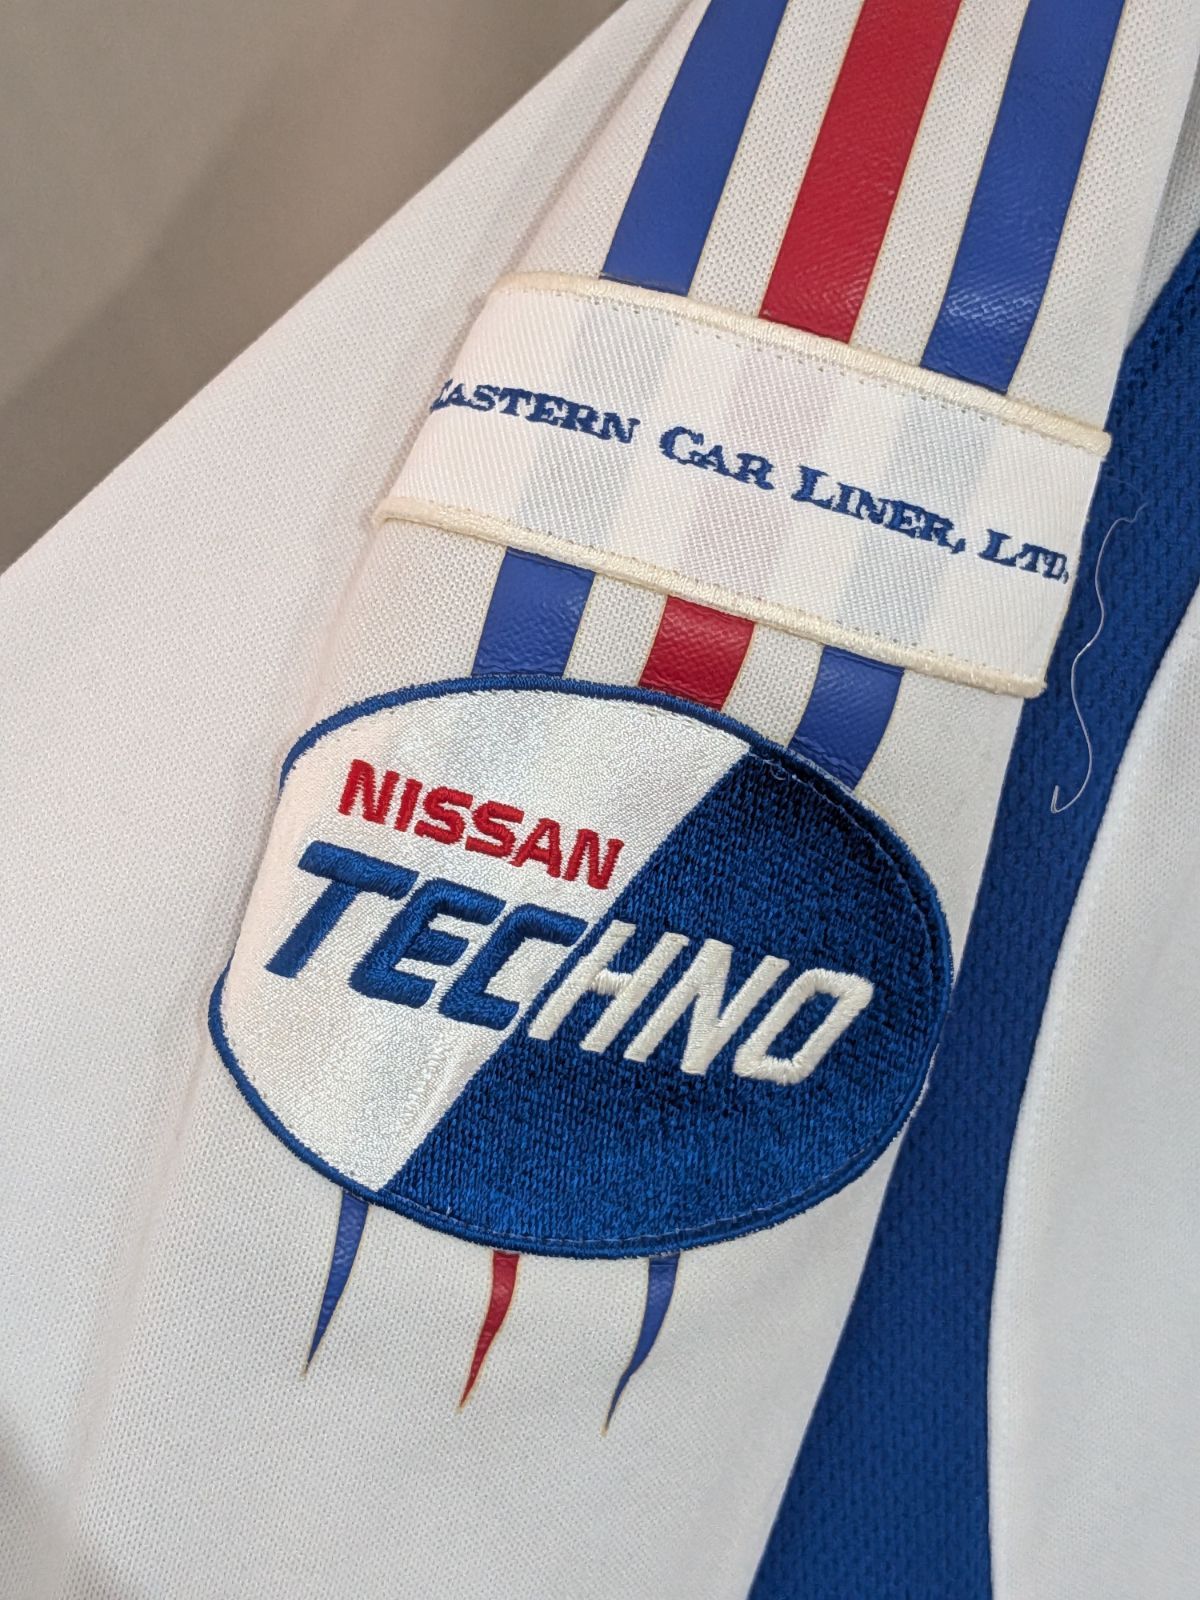 EASTERN CAR LINER, LTD.
NISSAN
TECHNO